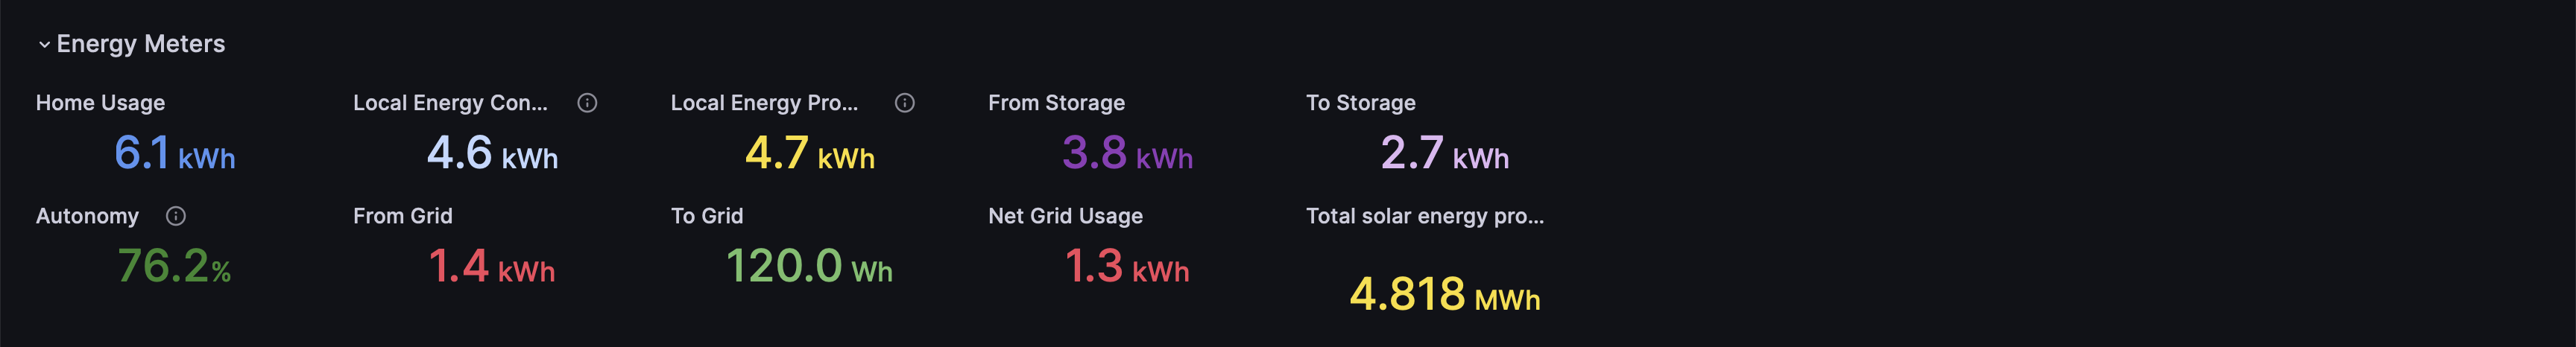 Energy Meters
Home Usage
6.1 kWh
Local Energy Con...
4.6 kWh
Local Energy Pro...
4.7 kWh
From Storage
3.8 kWh
To Storage
2.7 kWh
Autonomy
76.2%
From Grid
1.4 kWh
To Grid
120.0 Wh
Net Grid Usage
1.3 kWh
Total solar energy pro...
4.818 MWh